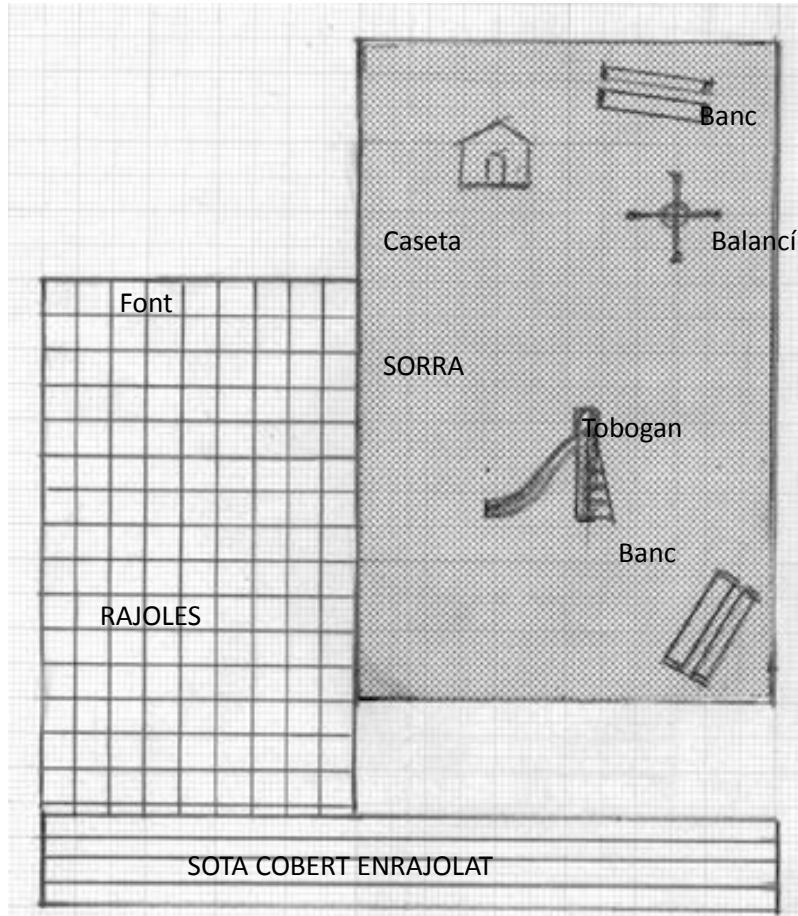 Banc
Caseta
Balancí
Font
SORRA
Tobogan
Banc
RAJOLES
SOTA COBERT ENRAJOLAT